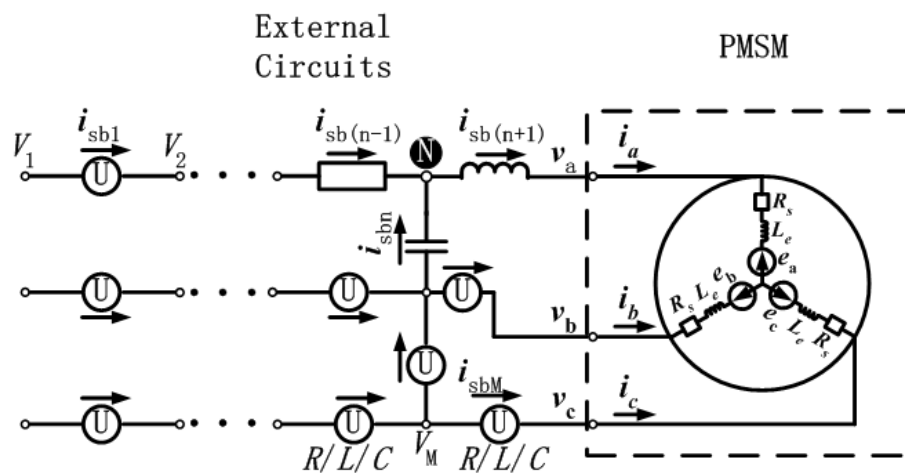 External
Circuits
PMSM
i_sb1
i_sb(n-1)
i_sb(n+1)
V_1
V_2
N
v_a
i_a
U
R_s
L_e
e_a
i_sbn
U
U
U
v_b
i_b
R_s L_e e_b
e_c L_e R_s
U
i_sbM
v_c
i_c
U
U
V_M
U
R/L/C
R/L/C